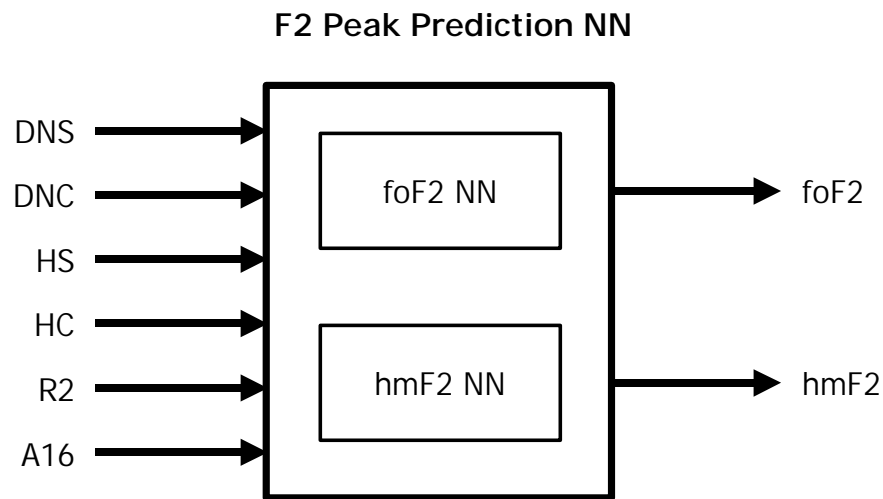 F2 Peak Prediction NN
DNS
DNC
HS
HC
R2
A16
foF2 NN
hmF2 NN
foF2
hmF2